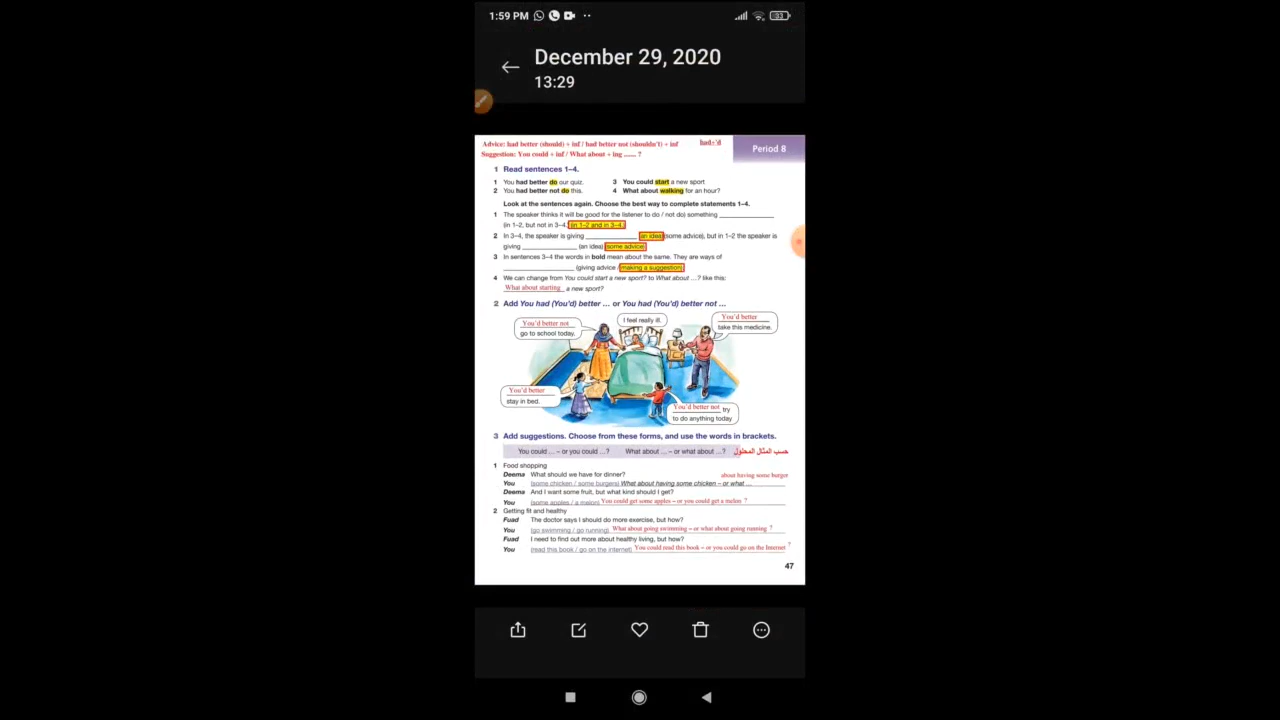 1:59 PM
33
December 29, 2020
13:29
Advice: had better (should) + inf / had better not (shouldn't) + inf had='d
Suggestion: You could + inf / What about + ing ...... ?
Period 8
1 Read sentences 1–4.
1 You had better do our quiz. 3 You could start a new sport
2 You had better not do this. 4 What about walking for an hour?
Look at the sentences again. Choose the best way to complete statements 1–4.
1 The speaker thinks it will be good for the listener to do / not do) something
(in 1–2, but not in 3–4. (in 1–2 and in 3–4.)
2 In 3–4, the speaker is giving (an idea) (some advice), but in 1–2 the speaker is
giving (an idea) (some advice).
3 In sentences 3–4 the words in bold mean about the same. They are ways of
(giving advice / making a suggestion).
4 We can change from You could start a new sport? to What about ...? like this:
What about starting a new sport?
2 Add You had (You'd) better ... or You had (You'd) better not ...
You'd better not
go to school today.
I feel really ill.
You'd better
take this medicine.
You'd better
stay in bed.
You'd better not try
to do anything today
3 Add suggestions. Choose from these forms, and use the words in brackets.
You could ... – or you could ...? What about ... – or what about ...? حسب المثال المحلول
1 Food shopping
Deema What should we have for dinner? about having some burger
You (some chicken / some burgers) What about having some chicken – or what ...
Deema And I want some fruit, but what kind should I get?
You (some apples / a melon) You could get some apples – or you could get a melon ?
2 Getting fit and healthy
Fuad The doctor says I should do more exercise, but how?
You (go swimming / go running) What about going swimming – or what about going running ?
Fuad I need to find out more about healthy living, but how?
You (read this book / go on the internet) You could read this book – or you could go on the Internet ?
47